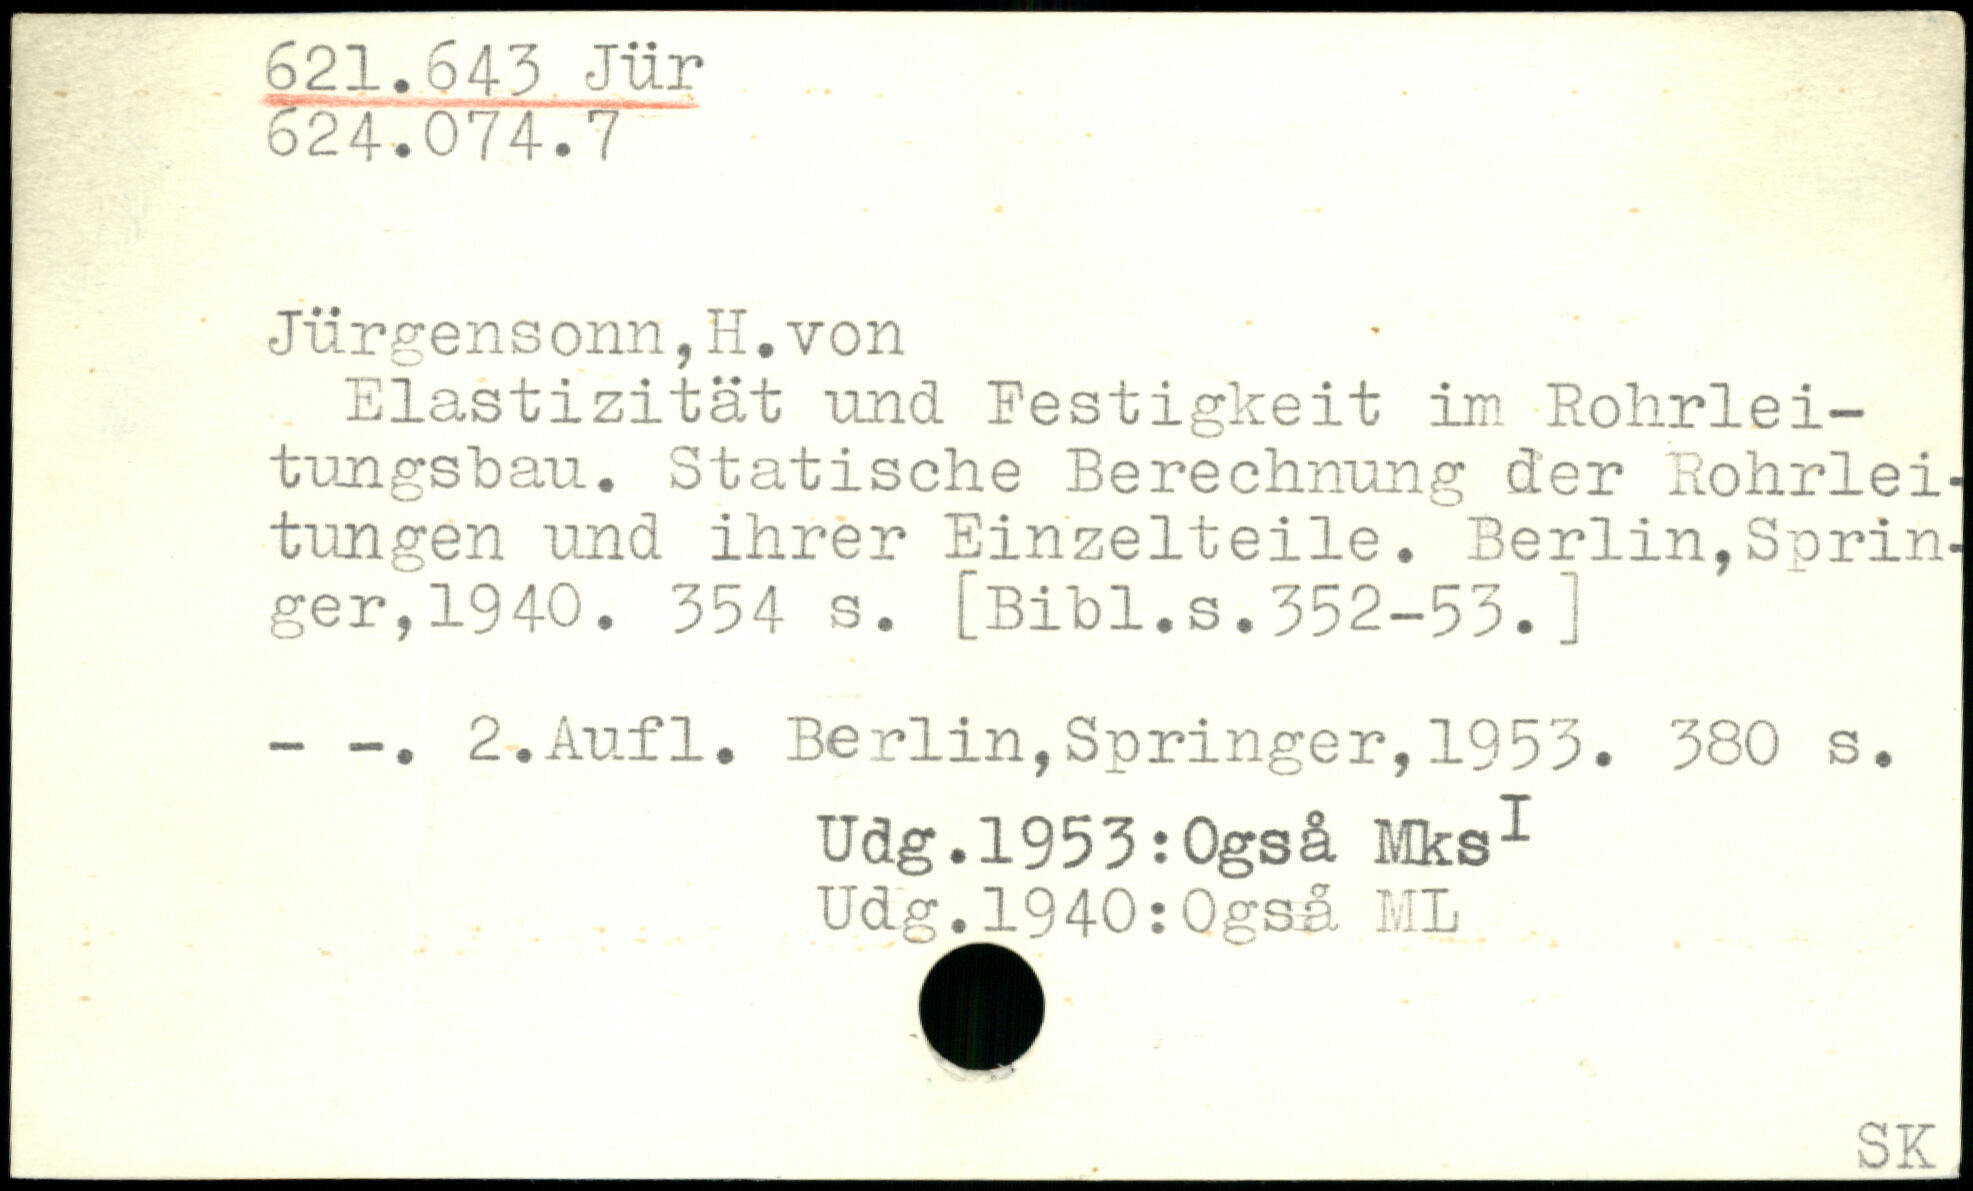 621.643 Jür
624.074.7
Jürgensonn,H.von
Elastizität und Festigkeit im Rohrlei-
tungsbau. Statische Berechnung der Rohrlei-
tungen und ihrer Einzelteile. Berlin,Sprin-
ger,1940. 354 s. [Bibl.s.352-53.]
- -. 2.Aufl. Berlin,Springer,1953. 380 s.
Udg.1953:Også Mks I
Udg.1940:Også ML
SK